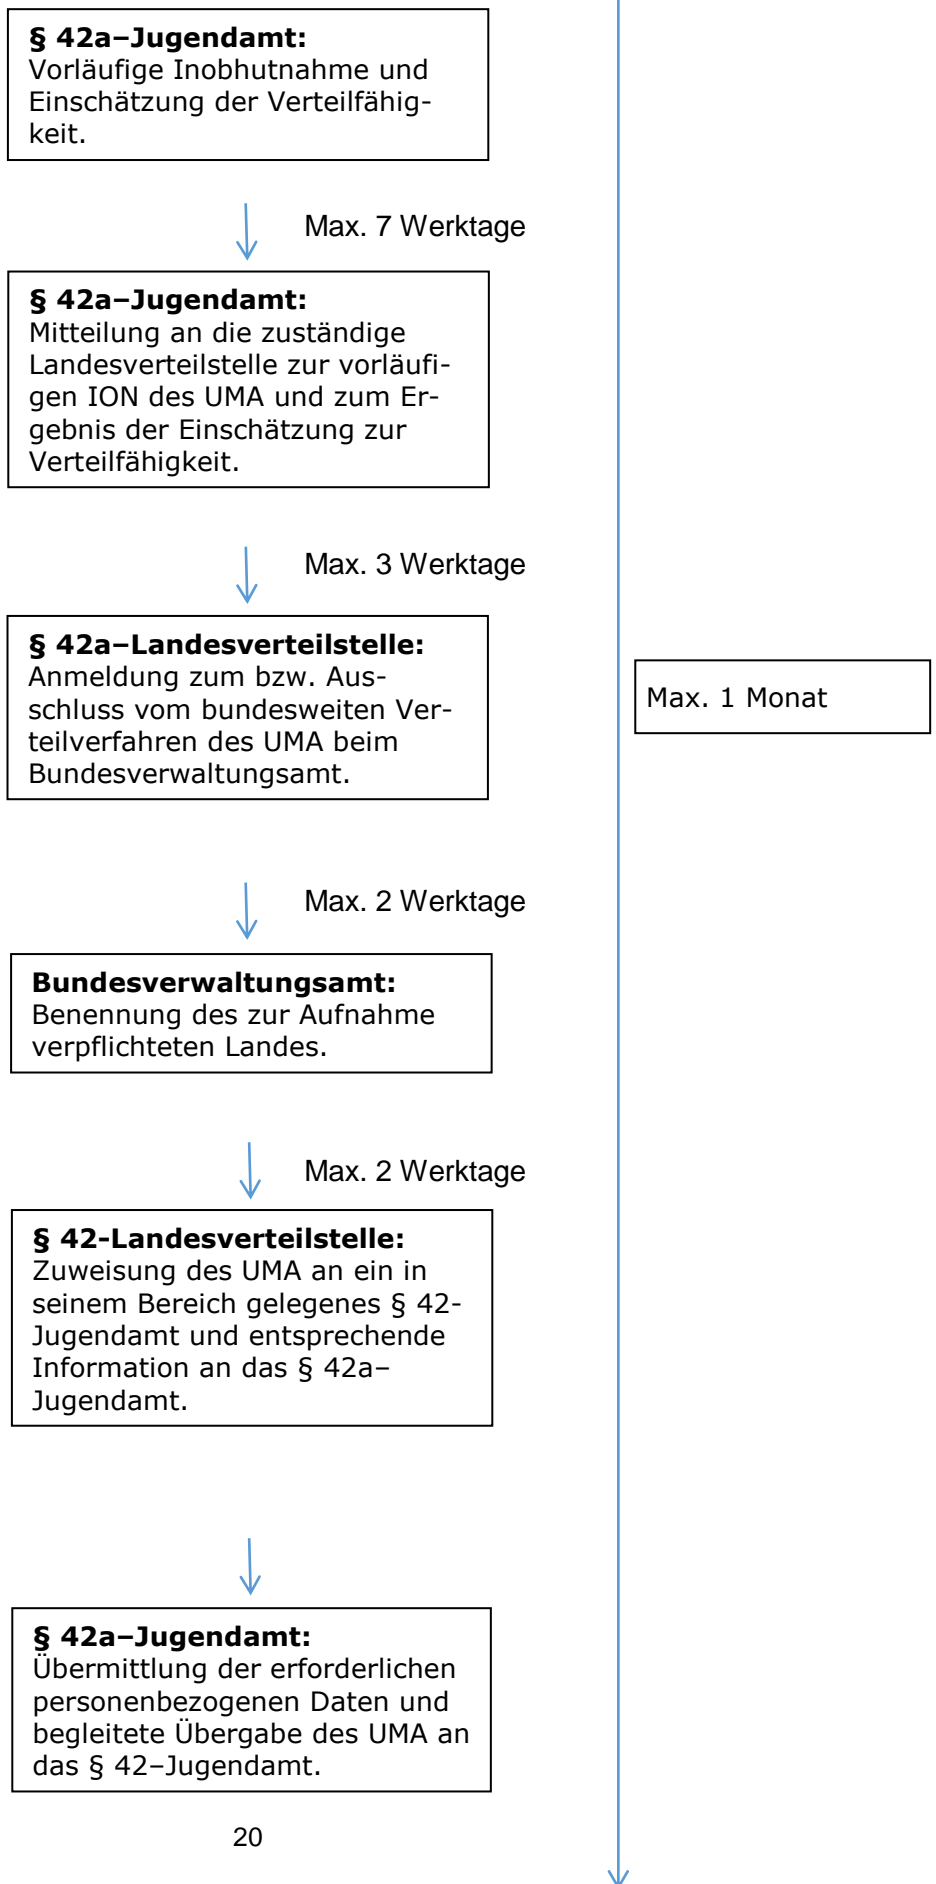 § 42a–Jugendamt:
Vorläufige Inobhutnahme und
Einschätzung der Verteilfähig-
keit.
Max. 7 Werktage
§ 42a–Jugendamt:
Mitteilung an die zuständige
Landesverteilstelle zur vorläufi-
gen ION des UMA und zum Er-
gebnis der Einschätzung zur
Verteilfähigkeit.
Max. 3 Werktage
§ 42a–Landesverteilstelle:
Anmeldung zum bzw. Aus-
schluss vom bundesweiten Ver-
teilverfahren des UMA beim
Bundesverwaltungsamt.
Max. 1 Monat
Max. 2 Werktage
Bundesverwaltungsamt:
Benennung des zur Aufnahme
verpflichteten Landes.
Max. 2 Werktage
§ 42-Landesverteilstelle:
Zuweisung des UMA an ein in
seinem Bereich gelegenes § 42-
Jugendamt und entsprechende
Information an das § 42a–
Jugendamt.
§ 42a–Jugendamt:
Übermittlung der erforderlichen
personenbezogenen Daten und
begleitete Übergabe des UMA an
das § 42–Jugendamt.
20